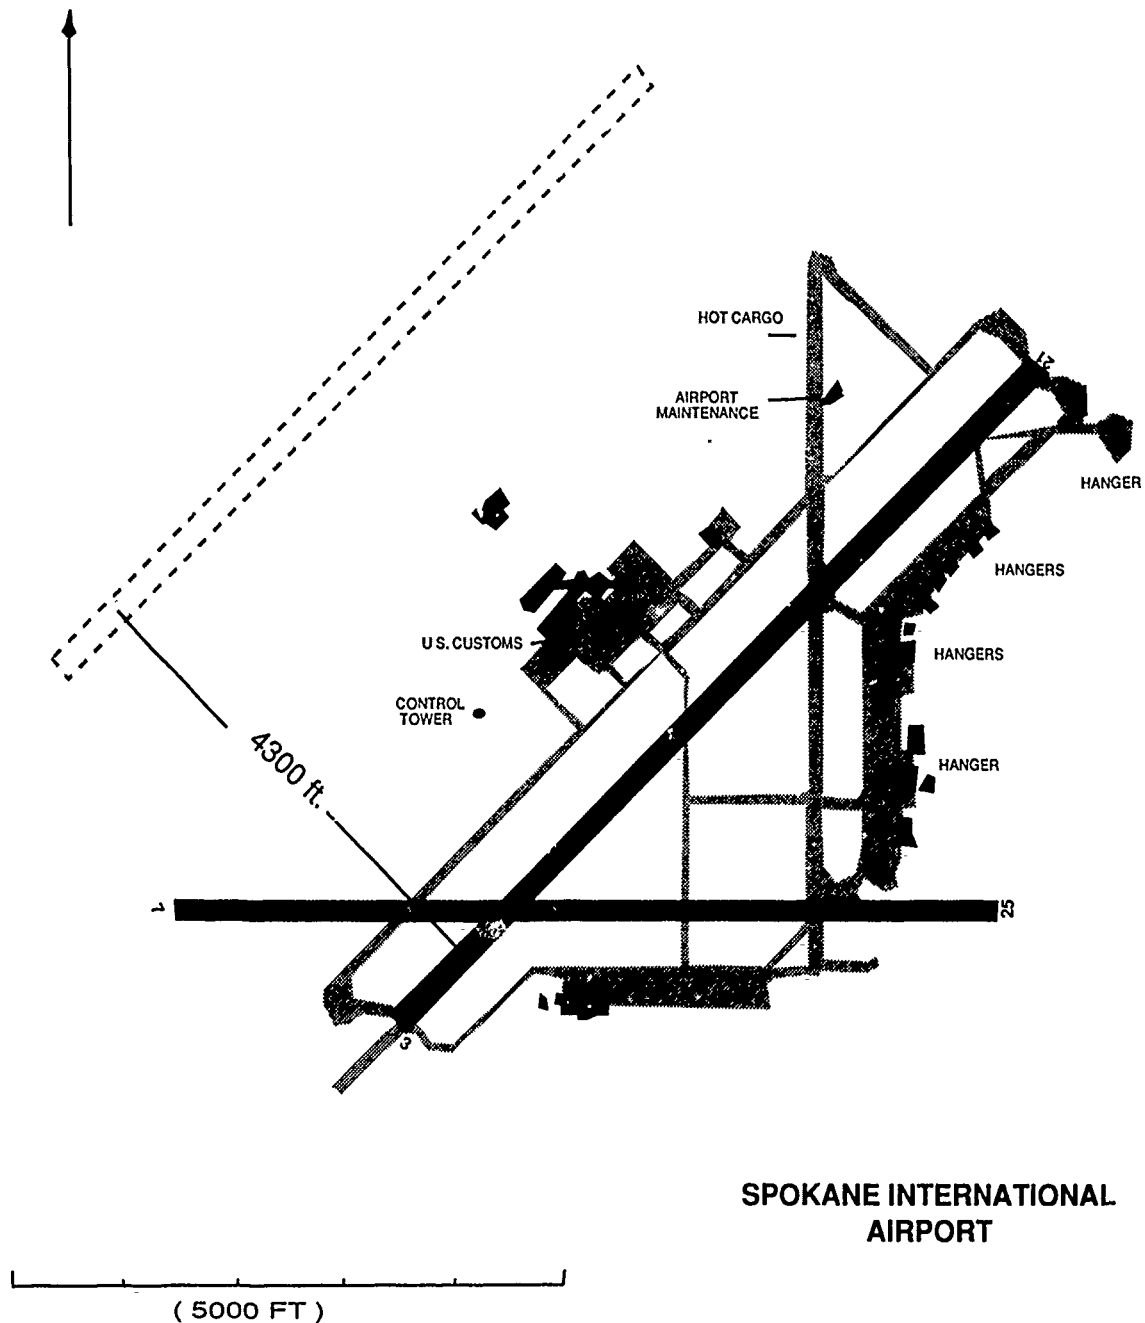 HOT CARGO
21
AIRPORT
MAINTENANCE
HANGER
HANGERS
U.S. CUSTOMS
HANGERS
CONTROL
TOWER
4300 ft.
HANGER
7
25
3
SPOKANE INTERNATIONAL
AIRPORT
( 5000 FT )